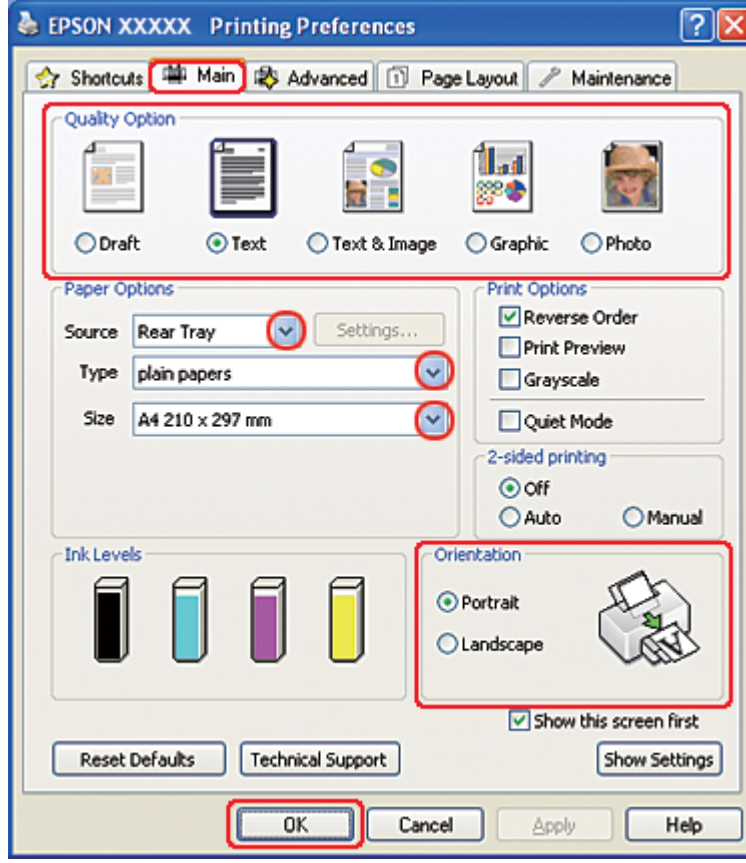 EPSON XXXXX Printing Preferences
Shortcuts Main Advanced Page Layout Maintenance
Quality Option
Draft Text Text & Image Graphic Photo
Paper Options
Source Rear Tray Settings...
Type plain papers
Size A4 210 x 297 mm
Print Options
Reverse Order
Print Preview
Grayscale
Quiet Mode
2-sided printing
Off
Auto Manual
Ink Levels
Orientation
Portrait
Landscape
Show this screen first
Reset Defaults Technical Support Show Settings
OK Cancel Apply Help